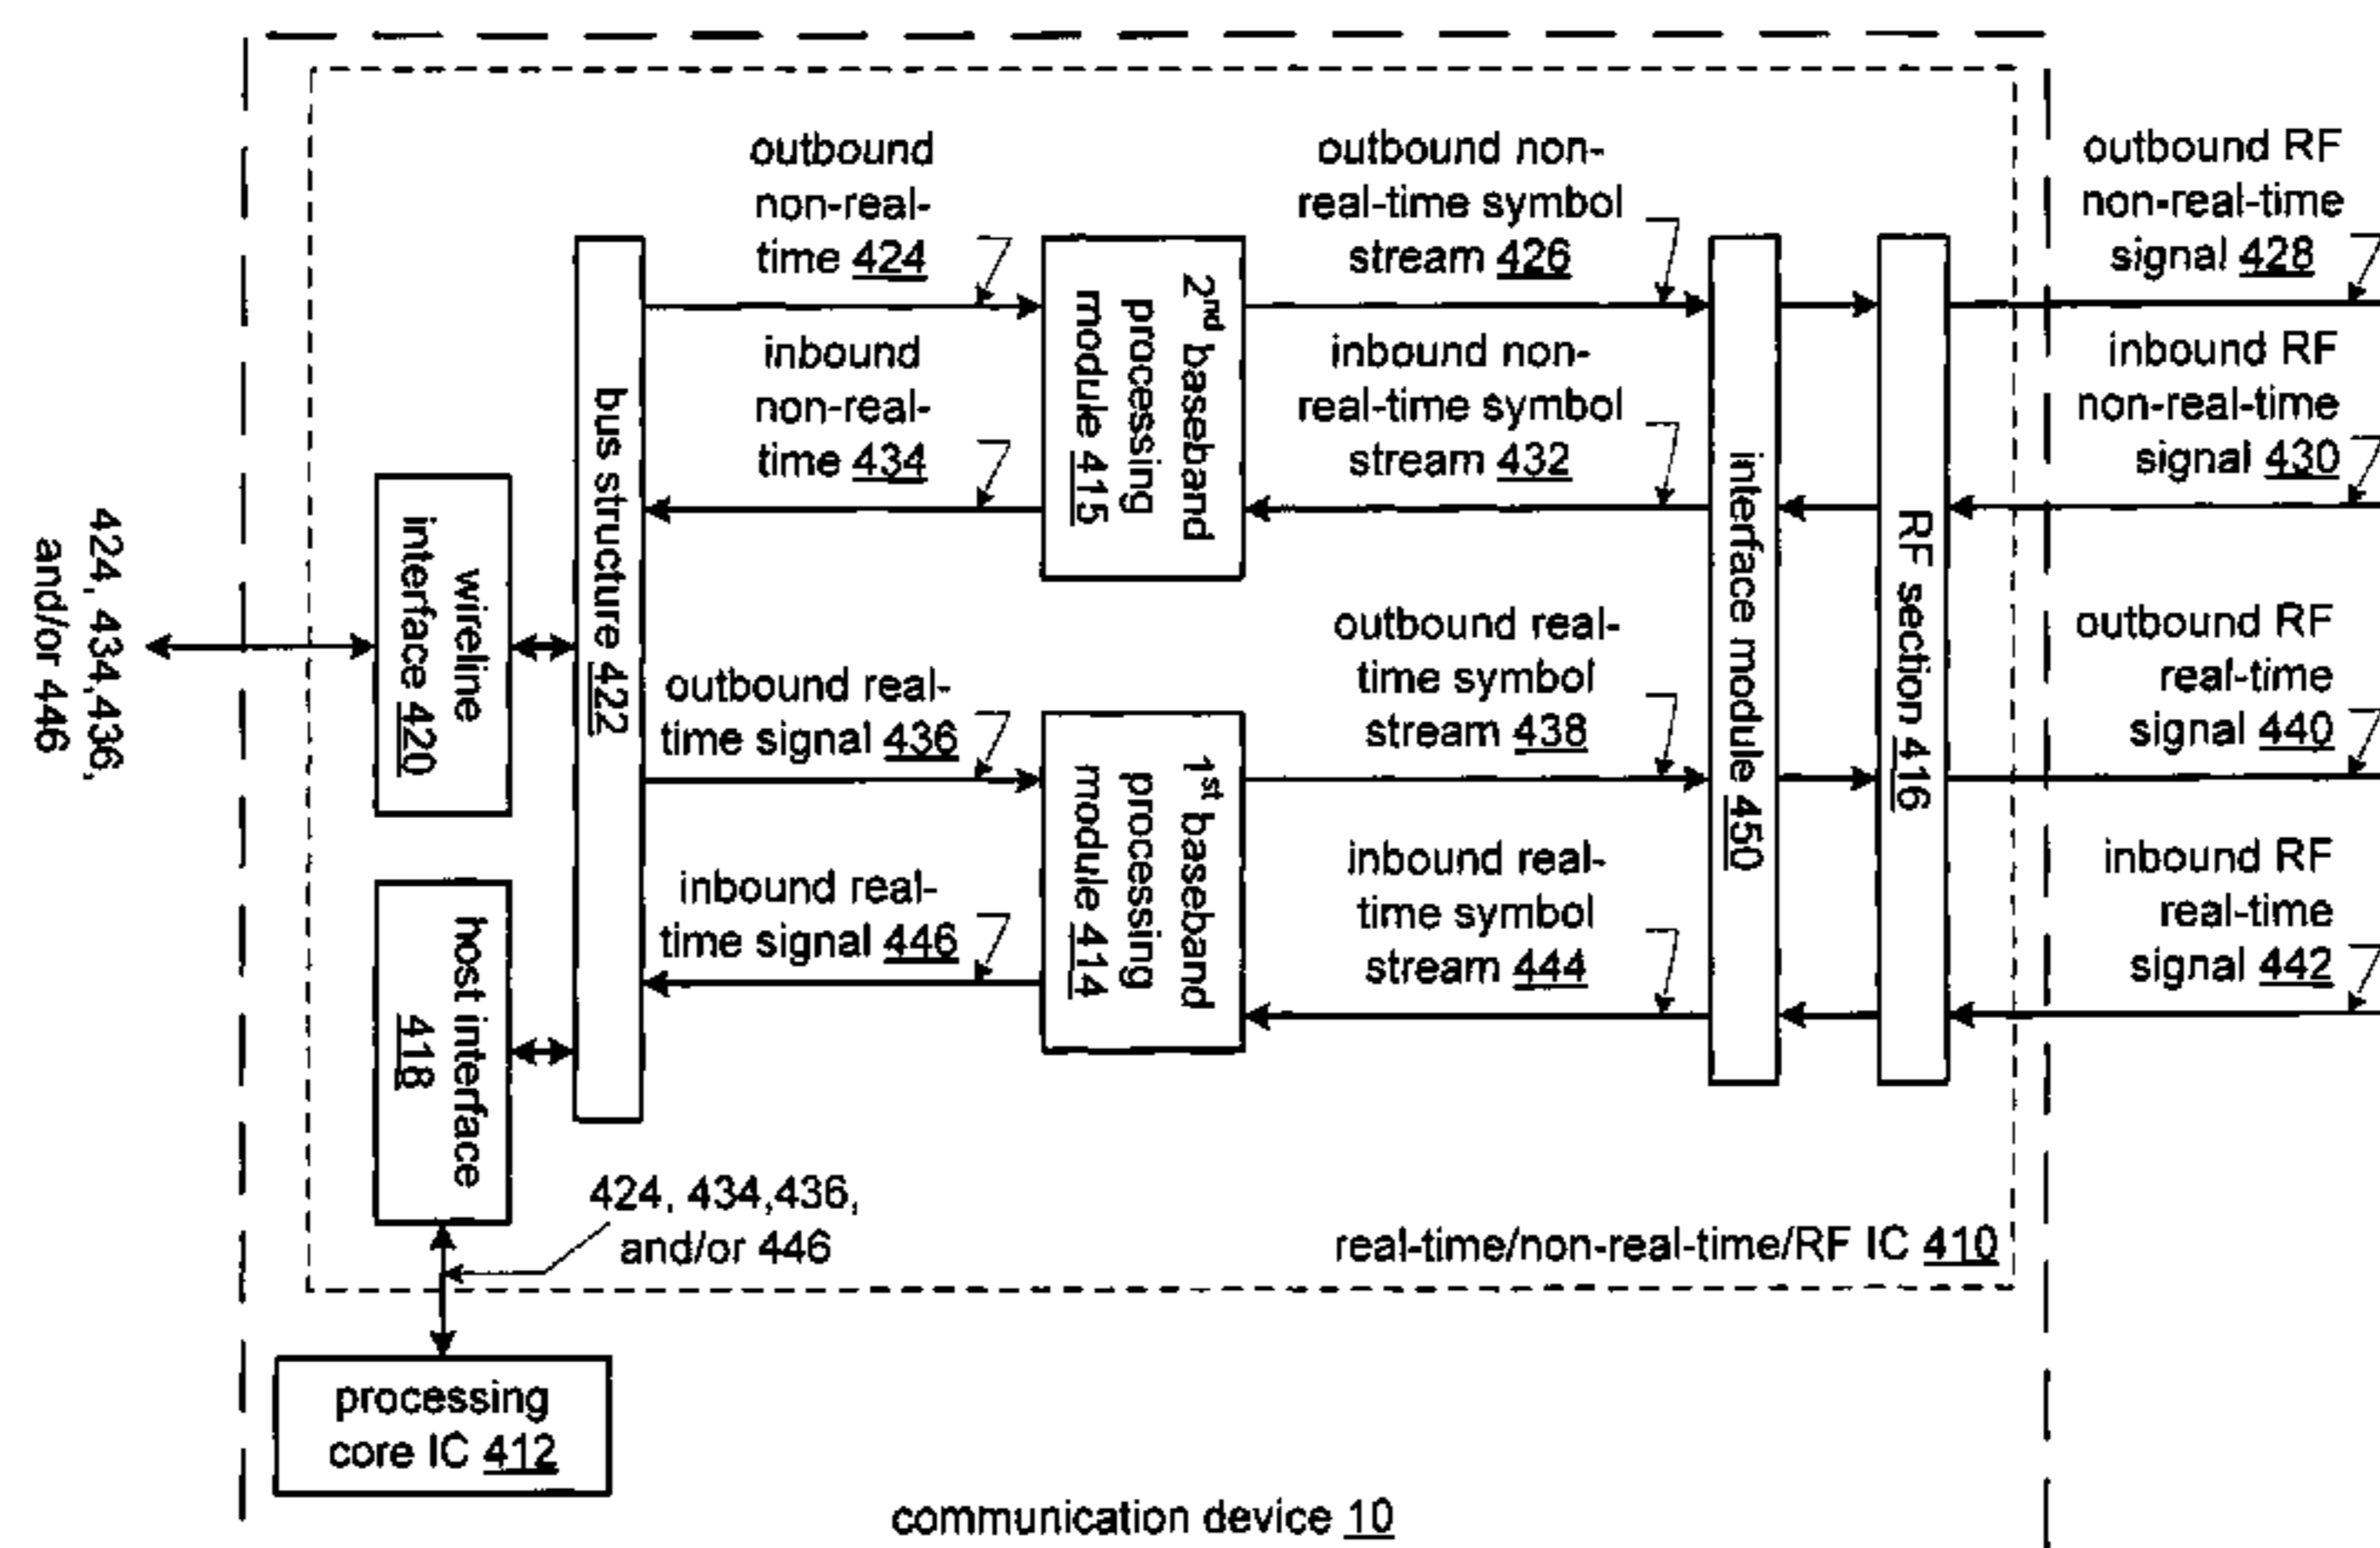 outbound
non-real-
time 424
outbound non-
real-time symbol
stream 426
outbound RF
non-real-time
signal 428
inbound
non-real-
time 434
2nd baseband
processing
module 415
inbound non-
real-time symbol
stream 432
inbound RF
non-real-time
signal 430
424, 434,436,
and/or 446
wireline
interface 420
bus structure 422
interface module 450
RF section 416
outbound real-
time signal 436
outbound real-
time symbol
stream 438
outbound RF
real-time
signal 440
inbound real-
time signal 446
1st baseband
processing
module 414
inbound real-
time symbol
stream 444
inbound RF
real-time
signal 442
host interface
418
424, 434,436,
and/or 446
real-time/non-real-time/RF IC 410
processing
core IC 412
communication device 10